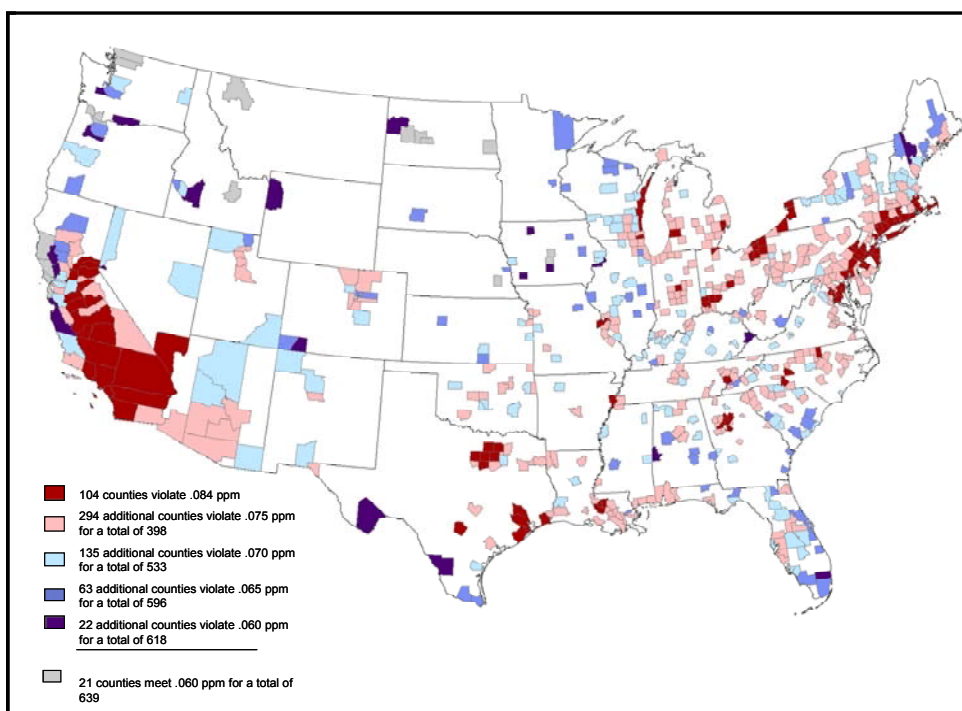 104 counties violate .084 ppm
294 additional counties violate .075 ppm
for a total of 398
135 additional counties violate .070 ppm
for a total of 533
63 additional counties violate .065 ppm
for a total of 596
22 additional counties violate .060 ppm
for a total of 618
21 counties meet .060 ppm for a total of
639